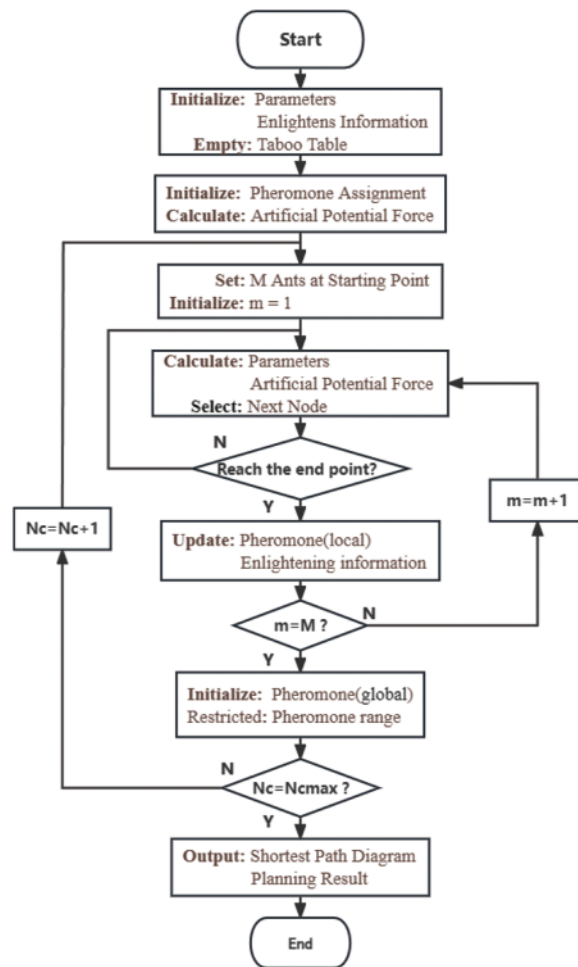 Start
Initialize: Parameters
Enlightens Information
Empty: Taboo Table
Initialize: Pheromone Assignment
Calculate: Artificial Potential Force
Set: M Ants at Starting Point
Initialize: m = 1
Calculate: Parameters
Artificial Potential Force
Select: Next Node
N
Reach the end point?
Y
Nc=Nc+1
m=m+1
Update: Pheromone(local)
Enlightening information
m=M ?
N
Y
Initialize: Pheromone(global)
Restricted: Pheromone range
N
Nc=Ncmax ?
Y
Output: Shortest Path Diagram
Planning Result
End